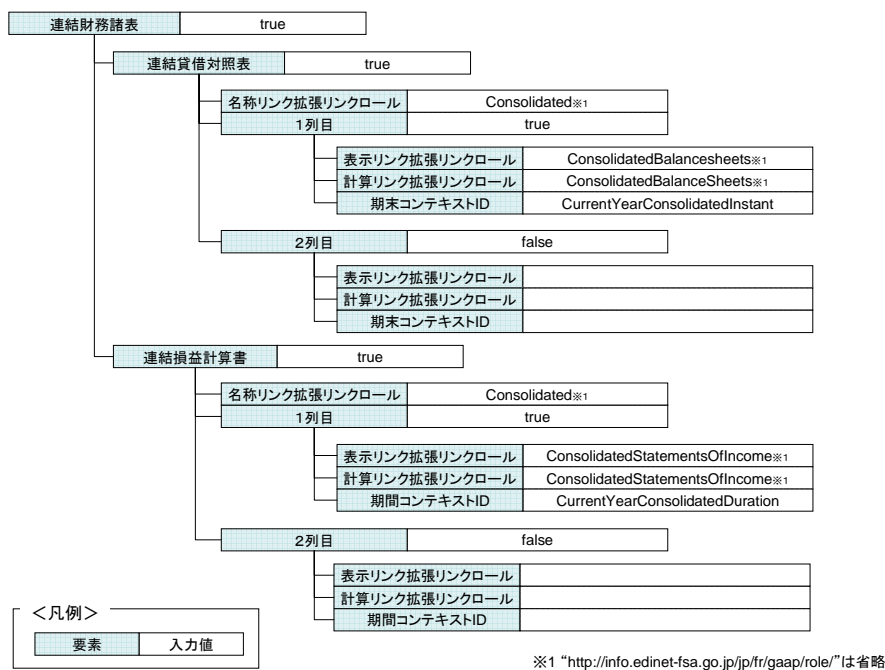 連結財務諸表 true
連結貸借対照表 true
名称リンク拡張リンクロール Consolidated※1
1列目 true
表示リンク拡張リンクロール ConsolidatedBalancesheets※1
計算リンク拡張リンクロール ConsolidatedBalanceSheets※1
期末コンテキストID CurrentYearConsolidatedInstant
2列目 false
表示リンク拡張リンクロール
計算リンク拡張リンクロール
期末コンテキストID
連結損益計算書 true
名称リンク拡張リンクロール Consolidated※1
1列目 true
表示リンク拡張リンクロール ConsolidatedStatementsOfIncome※1
計算リンク拡張リンクロール ConsolidatedStatementsOfIncome※1
期間コンテキストID CurrentYearConsolidatedDuration
2列目 false
表示リンク拡張リンクロール
計算リンク拡張リンクロール
期間コンテキストID
<凡例>
要素 入力値
※1 “http://info.edinet-fsa.go.jp/jp/fr/gaap/role/”は省略